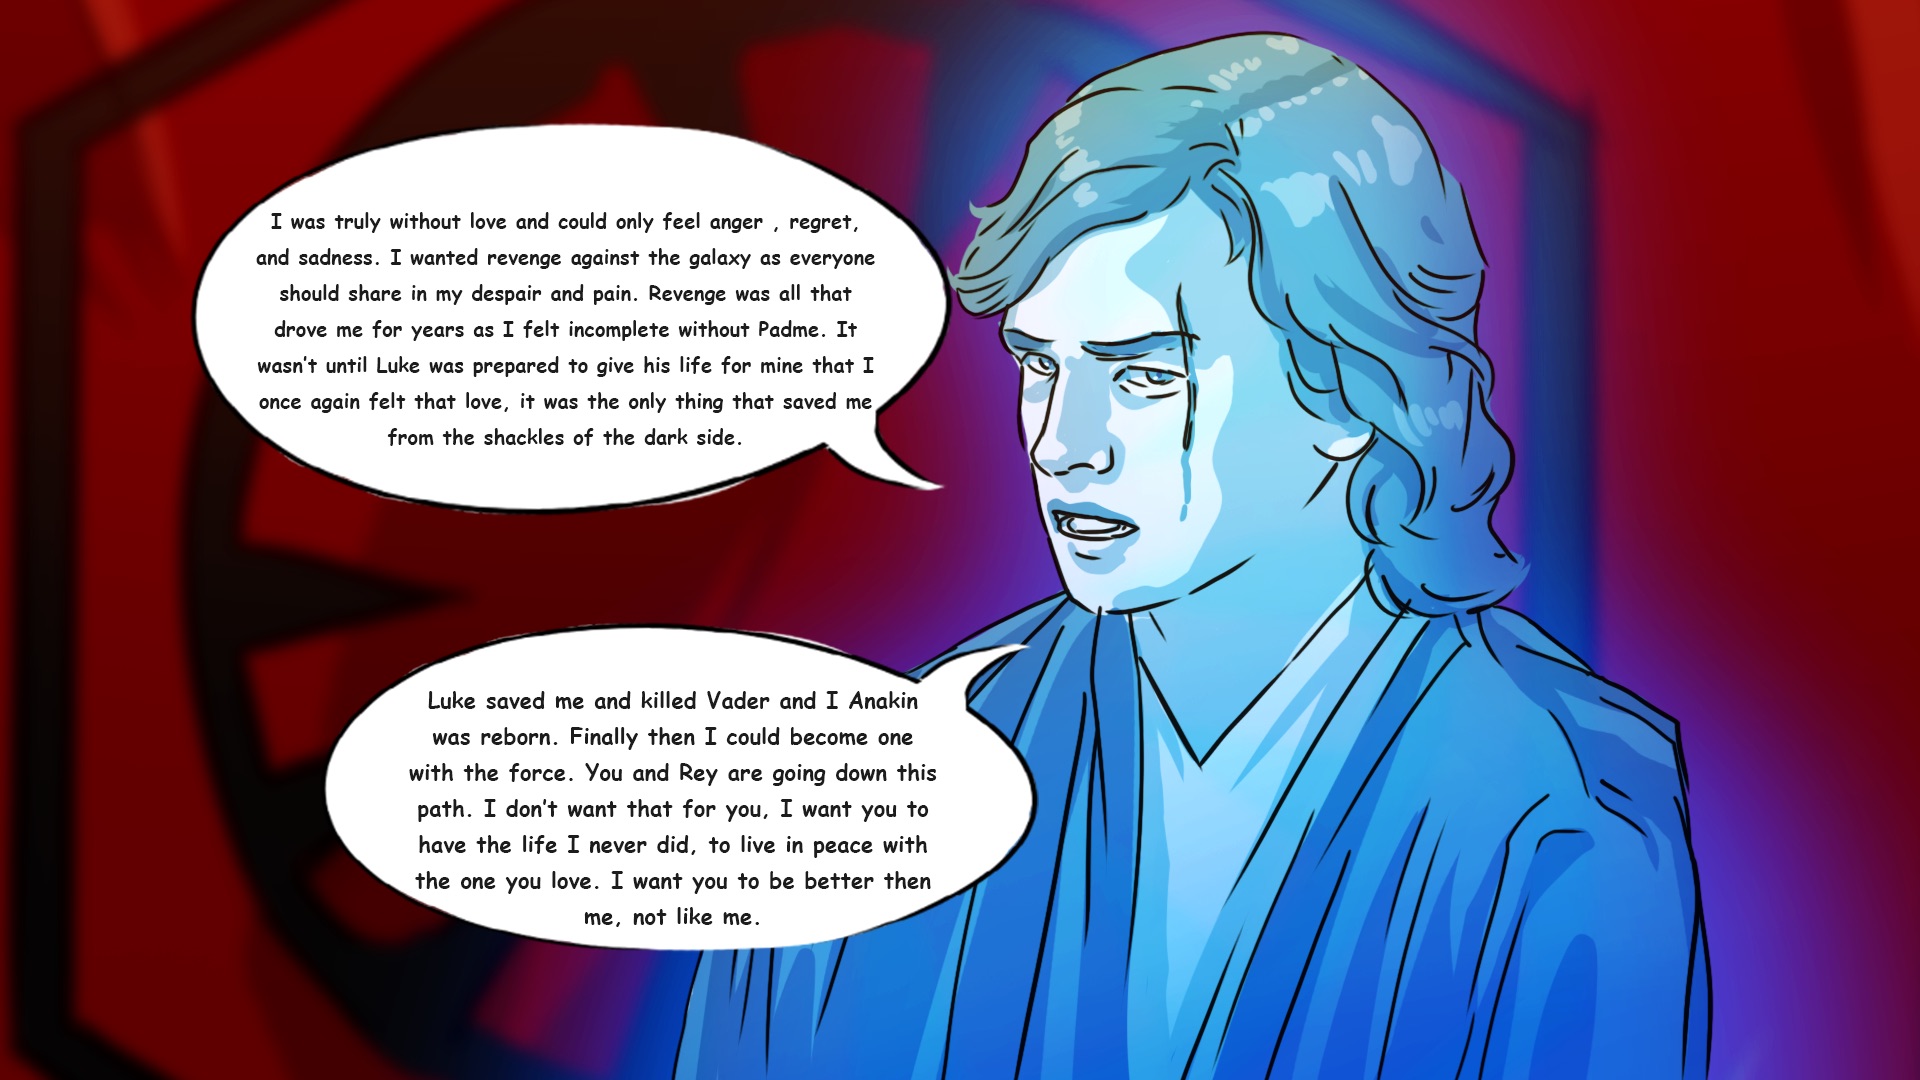 I was truly without love and could only feel anger , regret,
and sadness. I wanted revenge against the galaxy as everyone
should share in my despair and pain. Revenge was all that
drove me for years as I felt incomplete without Padme. It
wasn't until Luke was prepared to give his life for mine that I
once again felt that love, it was the only thing that saved me
from the shackles of the dark side.
Luke saved me and killed Vader and I Anakin
was reborn. Finally then I could become one
with the force. You and Rey are going down this
path. I don't want that for you, I want you to
have the life I never did, to live in peace with
the one you love. I want you to be better then
me, not like me.